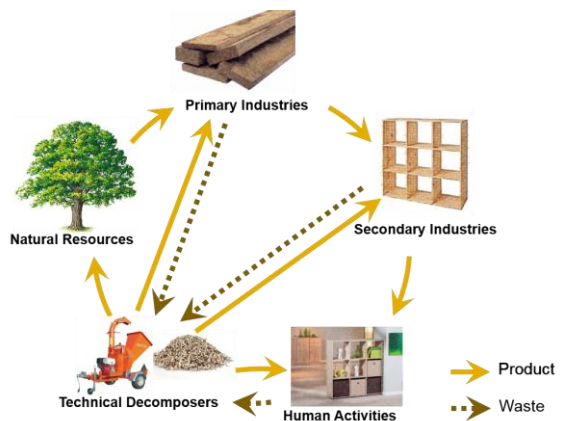 Primary Industries
Natural Resources
Secondary Industries
Technical Decomposers
Human Activities
Product
Waste